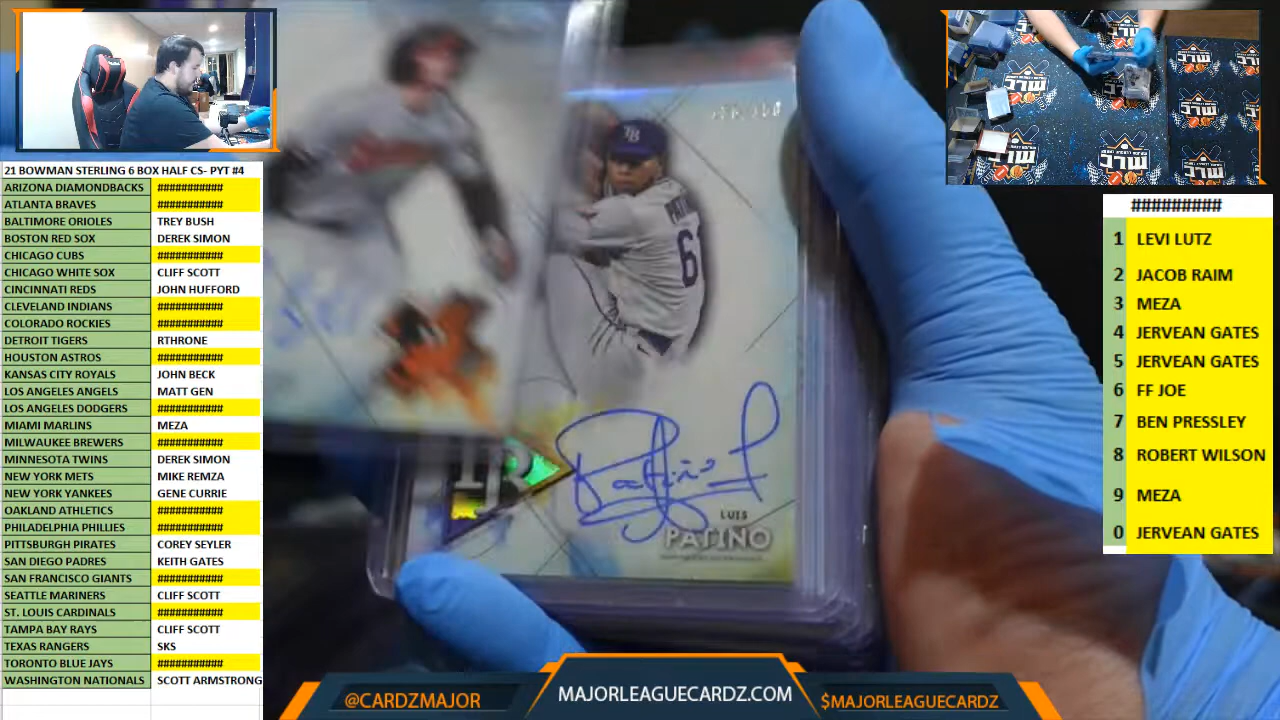 21 BOWMAN STERLING 6 BOX HALF CS- PYT #4
ARIZONA DIAMONDBACKS ###########
ATLANTA BRAVES ###########
BALTIMORE ORIOLES TREY BUSH
BOSTON RED SOX DEREK SIMON
CHICAGO CUBS ###########
CHICAGO WHITE SOX CLIFF SCOTT
CINCINNATI REDS JOHN HUFFORD
CLEVELAND INDIANS ###########
COLORADO ROCKIES ###########
DETROIT TIGERS RTHRONE
HOUSTON ASTROS ###########
KANSAS CITY ROYALS JOHN BECK
LOS ANGELES ANGELS MATT GEN
LOS ANGELES DODGERS ###########
MIAMI MARLINS MEZA
MILWAUKEE BREWERS ###########
MINNESOTA TWINS DEREK SIMON
NEW YORK METS MIKE REMZA
NEW YORK YANKEES GENE CURRIE
OAKLAND ATHLETICS ###########
PHILADELPHIA PHILLIES ###########
PITTSBURGH PIRATES COREY SEYLER
SAN DIEGO PADRES KEITH GATES
SAN FRANCISCO GIANTS ###########
SEATTLE MARINERS CLIFF SCOTT
ST. LOUIS CARDINALS ###########
TAMPA BAY RAYS CLIFF SCOTT
TEXAS RANGERS SKS
TORONTO BLUE JAYS ###########
WASHINGTON NATIONALS SCOTT ARMSTRONG
TB
PATI
6
Patiño
LUIS
PATIÑO
#########
1 LEVI LUTZ
2 JACOB RAIM
3 MEZA
4 JERVEAN GATES
5 JERVEAN GATES
6 FF JOE
7 BEN PRESSLEY
8 ROBERT WILSON
9 MEZA
0 JERVEAN GATES
@CARDZMAJOR
MAJORLEAGUECARDZ.COM
$MAJORLEAGUECARDZ